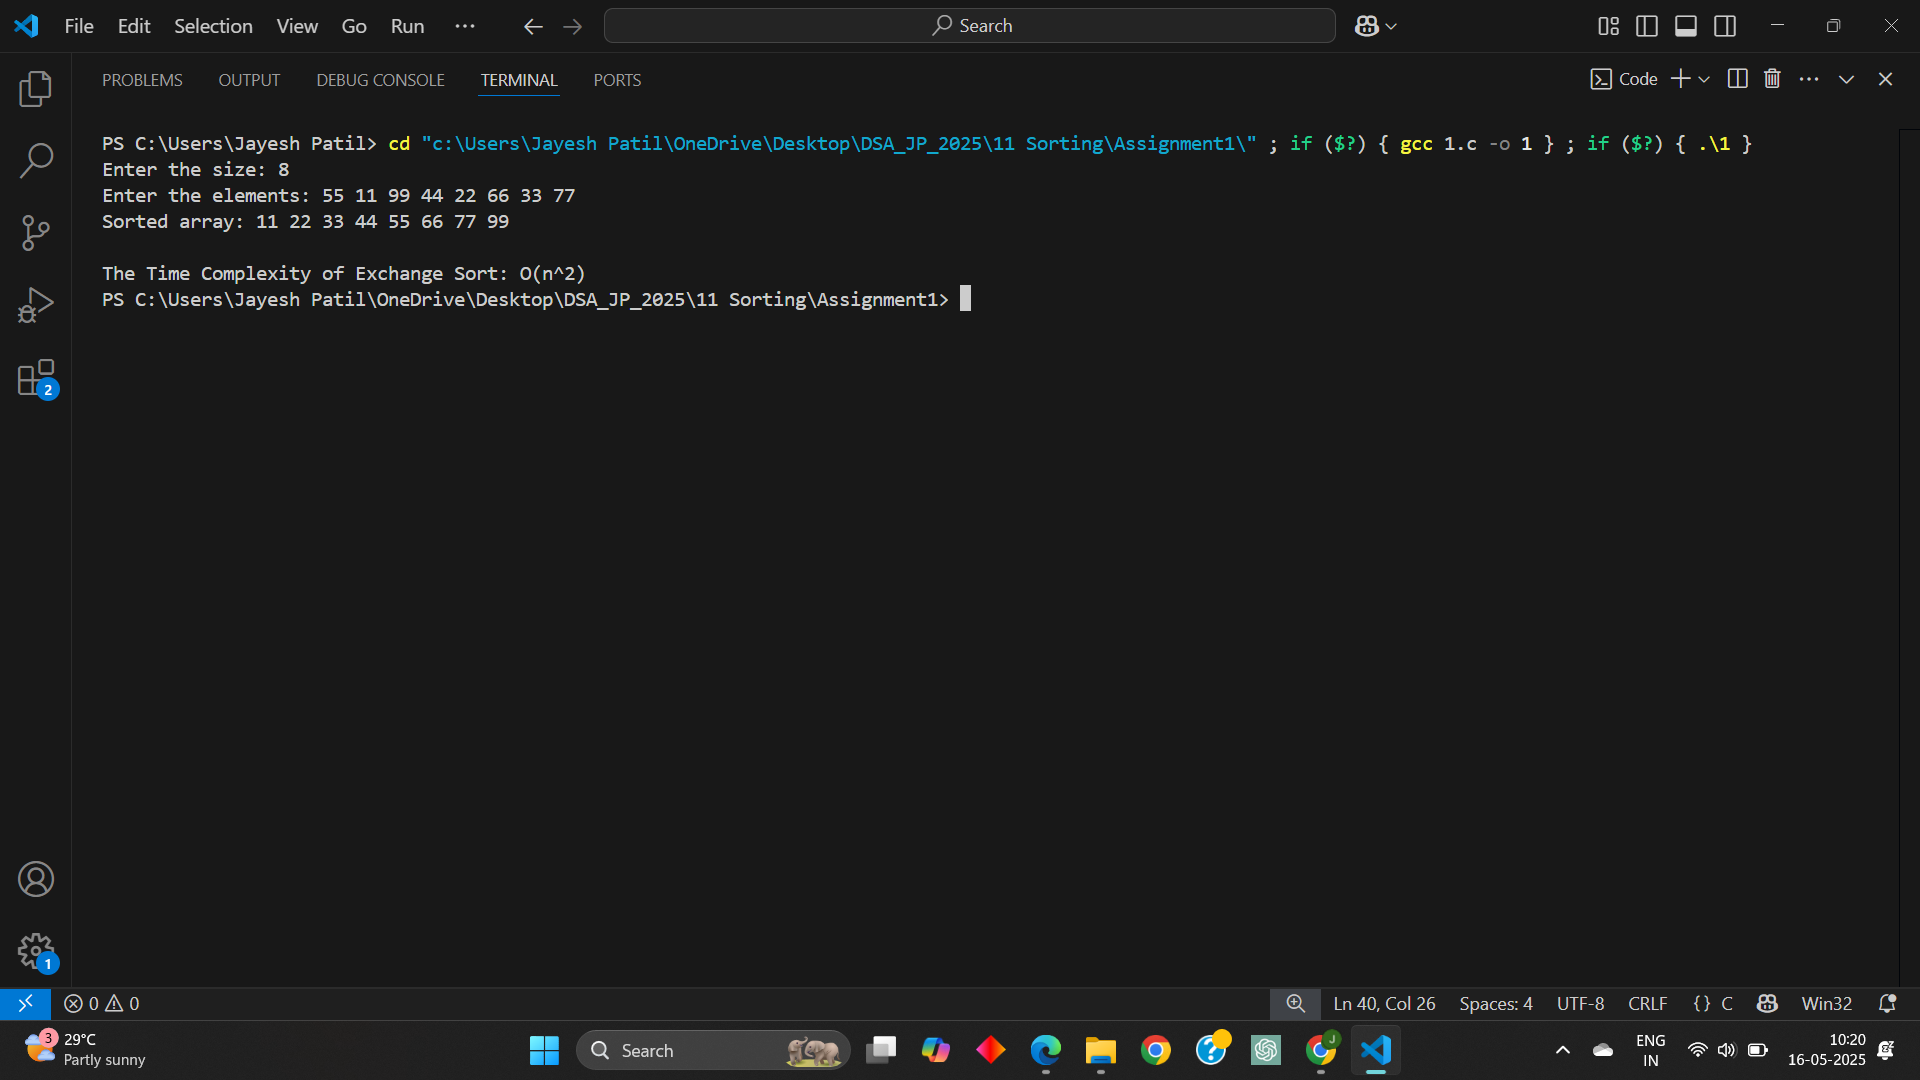 File Edit Selection View Go Run ··· Search
PROBLEMS OUTPUT DEBUG CONSOLE TERMINAL PORTS Code
PS C:\Users\Jayesh Patil> cd "c:\Users\Jayesh Patil\OneDrive\Desktop\DSA_JP_2025\11 Sorting\Assignment1\" ; if ($?) { gcc 1.c -o 1 } ; if ($?) { .\1 }
Enter the size: 8
Enter the elements: 55 11 99 44 22 66 33 77
Sorted array: 11 22 33 44 55 66 77 99
The Time Complexity of Exchange Sort: O(n^2)
PS C:\Users\Jayesh Patil\OneDrive\Desktop\DSA_JP_2025\11 Sorting\Assignment1>
2
1
0 0 Ln 40, Col 26 Spaces: 4 UTF-8 CRLF {} C Win32
3 29°C Search J ENG 10:20
Partly sunny IN 16-05-2025